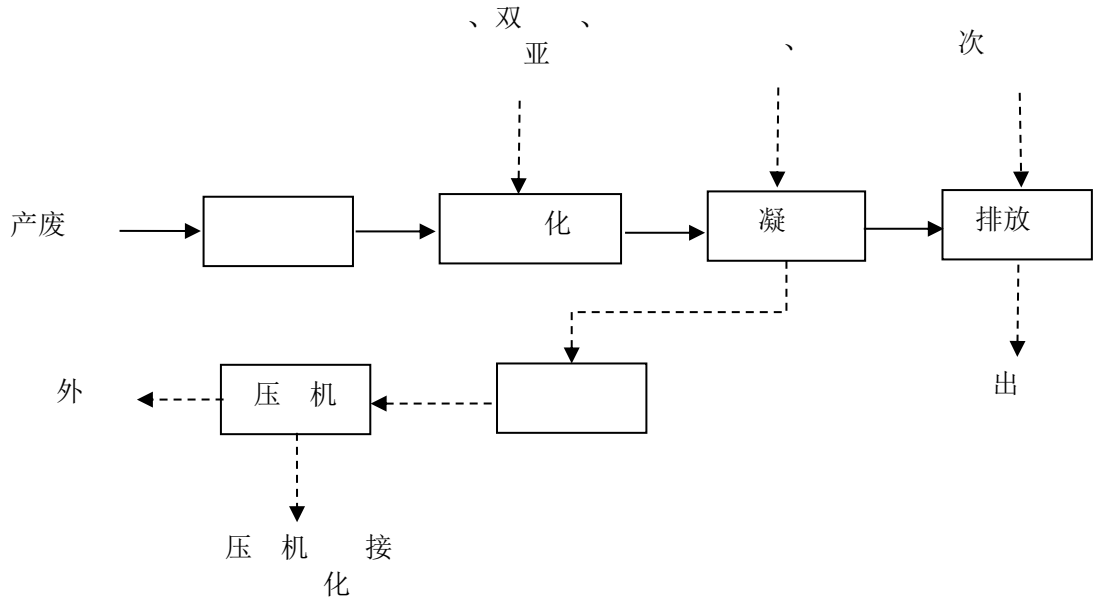 、双 、
亚
、
次
产废
化
凝
排放
外
压 机
出
压 机 接
化